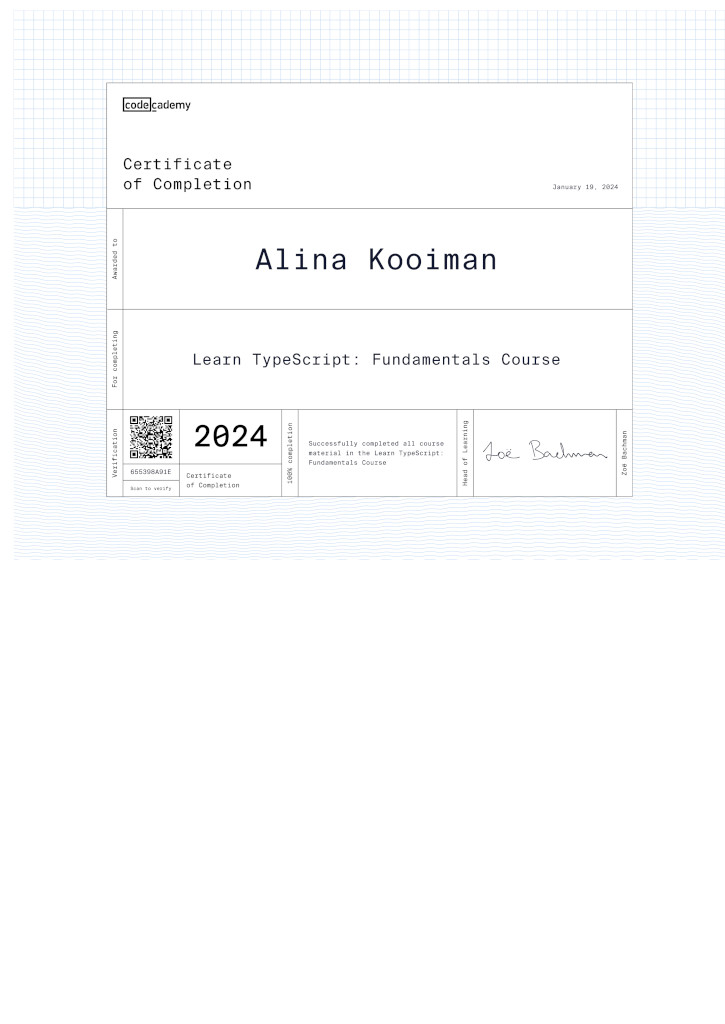 codecademy
Certificate
of Completion
January 19, 2024
Awarded to
Alina Kooiman
For completing
Learn TypeScript: Fundamentals Course
Verification
655398A91E
Scan to verify
2024
Certificate
of Completion
100% completion
Successfully completed all course
material in the Learn TypeScript:
Fundamentals Course
Head of Learning
Zoë Bachman
Zoë Bachman